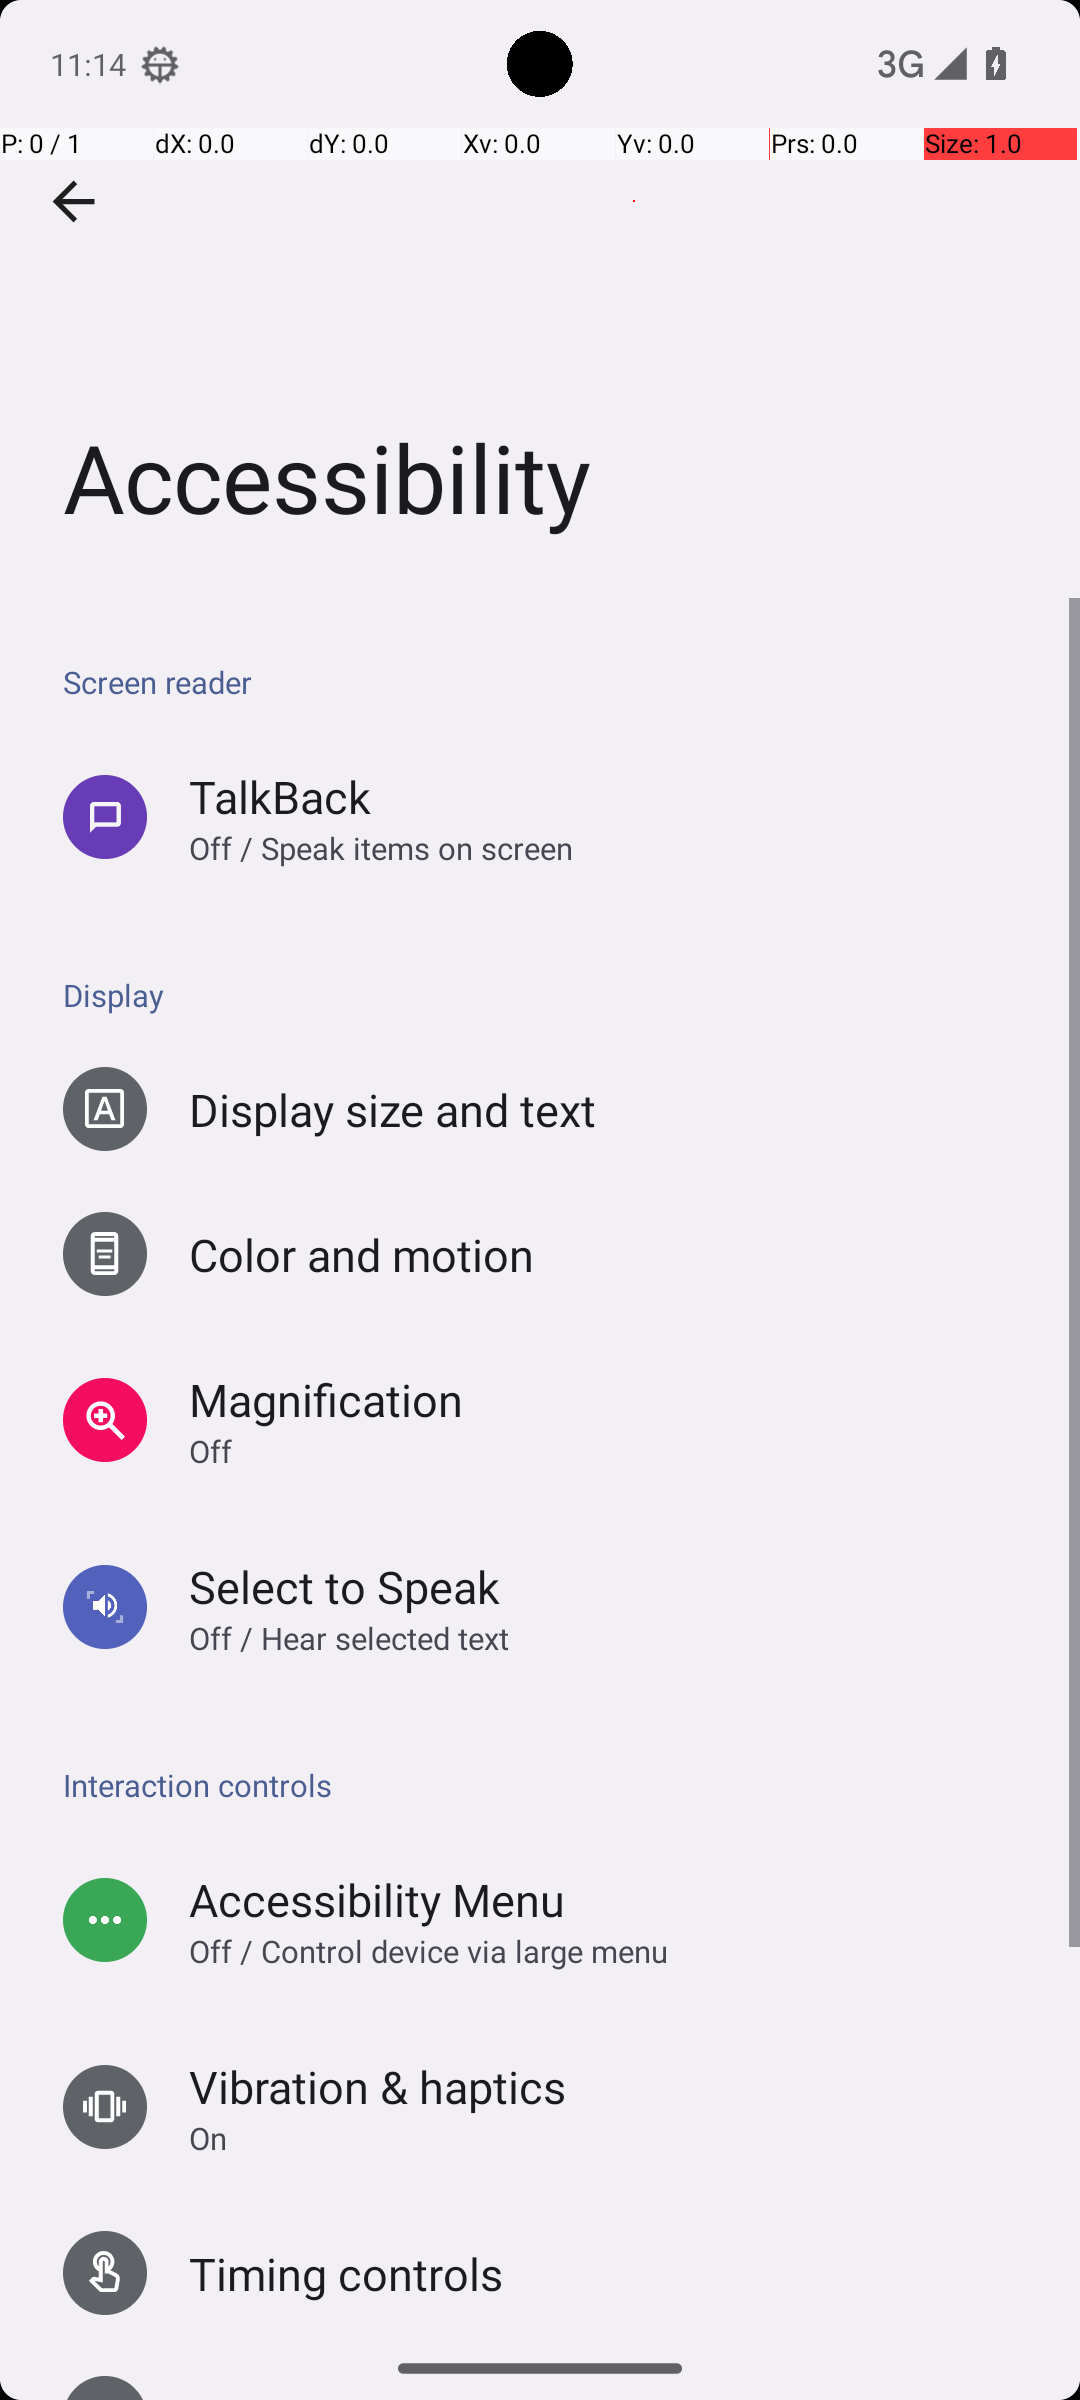 11:14
3G
P: 0 / 1 dX: 0.0 dY: 0.0 Xv: 0.0 Yv: 0.0 Prs: 0.0 Size: 1.0
Accessibility
Screen reader
TalkBack
Off / Speak items on screen
Display
Display size and text
Color and motion
Magnification
Off
Select to Speak
Off / Hear selected text
Interaction controls
Accessibility Menu
Off / Control device via large menu
Vibration & haptics
On
Timing controls